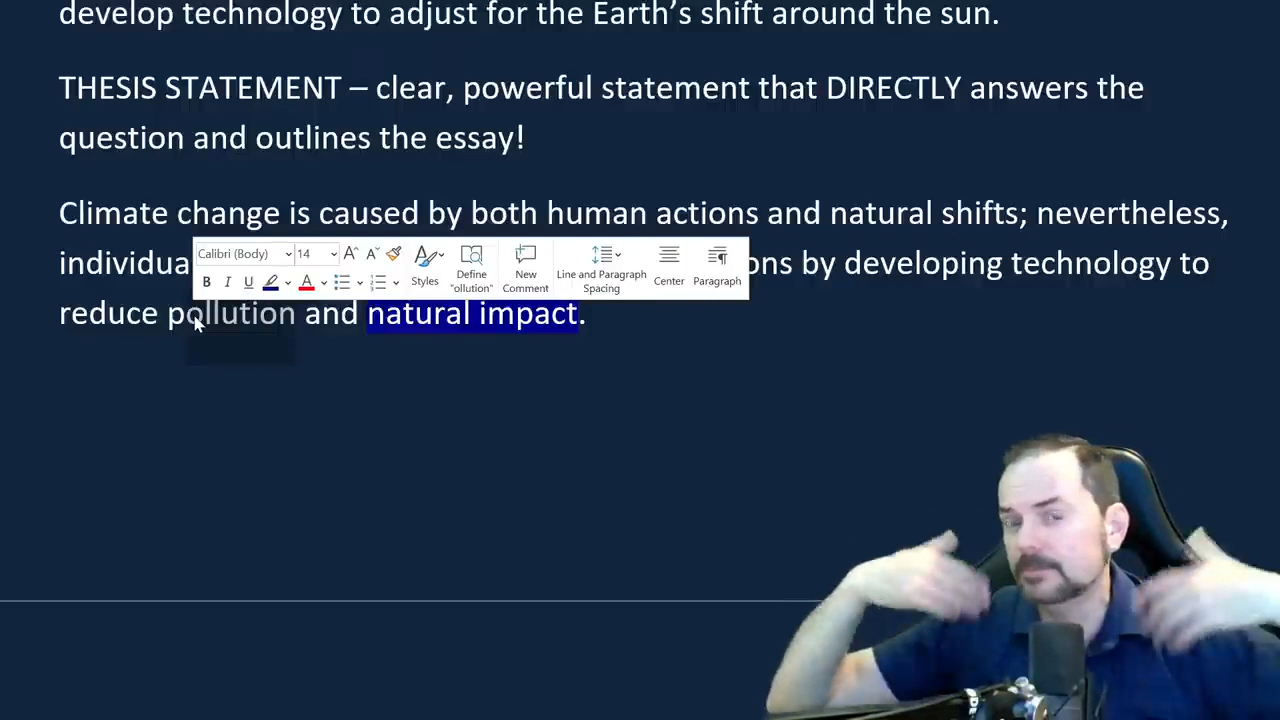 develop technology to adjust for the Earth's shift around the sun.
THESIS STATEMENT – clear, powerful statement that DIRECTLY answers the
question and outlines the essay!
Climate change is caused by both human actions and natural shifts; nevertheless,
Calibri (Body) 14 A A A
individua ons by developing technology to
B I U A Styles Define "ollution" New Comment Line and Paragraph Spacing Center Paragraph
reduce pollution and natural impact.